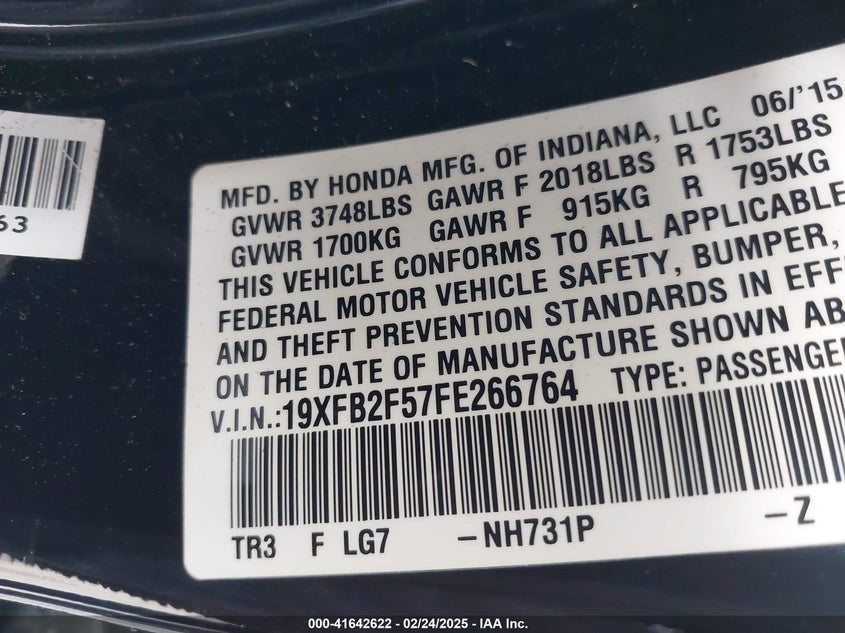 63
MFD. BY HONDA MFG. OF INDIANA, LLC 06/'15
GVWR 3748LBS GAWR F 2018LBS R 1753LBS
GVWR 1700KG GAWR F 915KG R 795KG
THIS VEHICLE CONFORMS TO ALL APPLICABLE
FEDERAL MOTOR VEHICLE SAFETY, BUMPER,
AND THEFT PREVENTION STANDARDS IN EFF
ON THE DATE OF MANUFACTURE SHOWN AB
V.I.N.:19XFB2F57FE266764 TYPE: PASSENGER
TR3 F LG7 -NH731P -Z
000-41642622 - 02/24/2025 - IAA Inc.